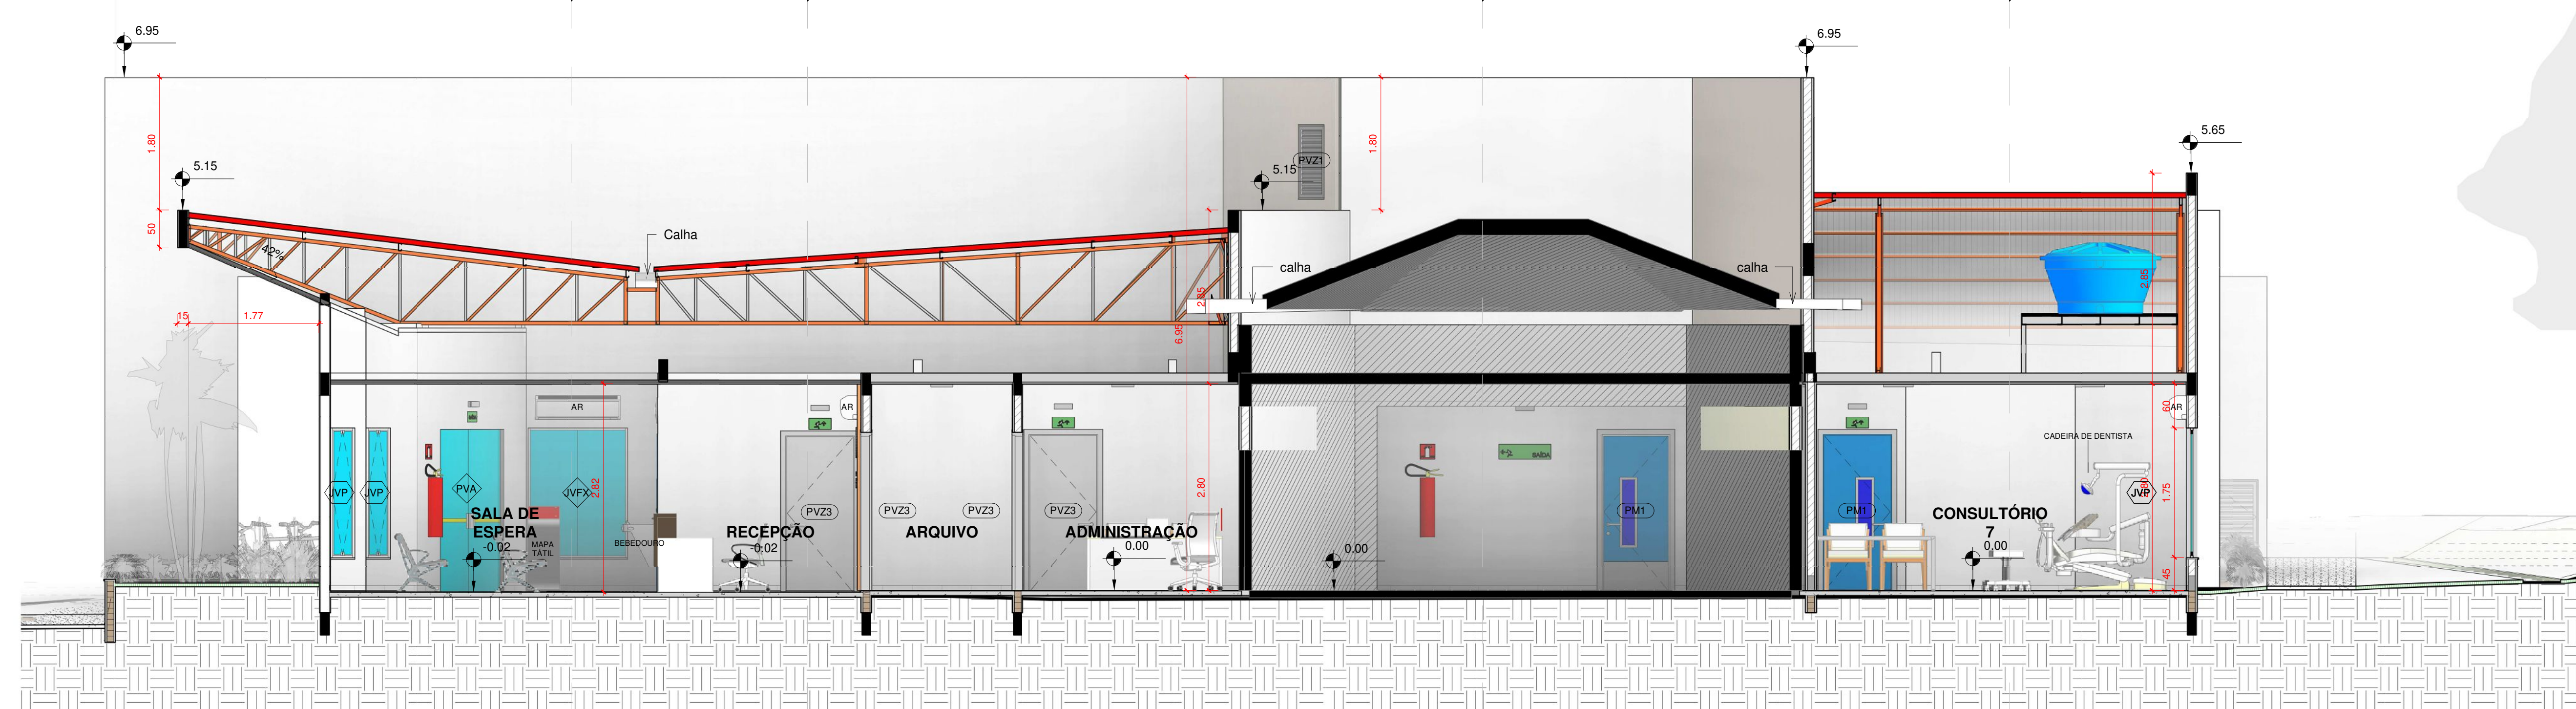 6.95
6.95
5.65
1.80
1.80
PVZ1
5.15
5.15
50
42%
Calha
calha
calha
2.85
15
1.77
6.95
AR
AR
60
AR
CADEIRA DE DENTISTA
SAÍDA
JVP
JVP
PVA
JVFX
2.82
2.80
1.75
JVP
PVZ3
PVZ3
PVZ3
PVZ3
PM1
PM1
SALA DE
ESPERA
-0.02
MAPA
TÁTIL
BEBEDOURO
RECEPÇÃO
-0.02
ARQUIVO
ADMINISTRAÇÃO
0.00
0.00
CONSULTÓRIO
7
0.00
45